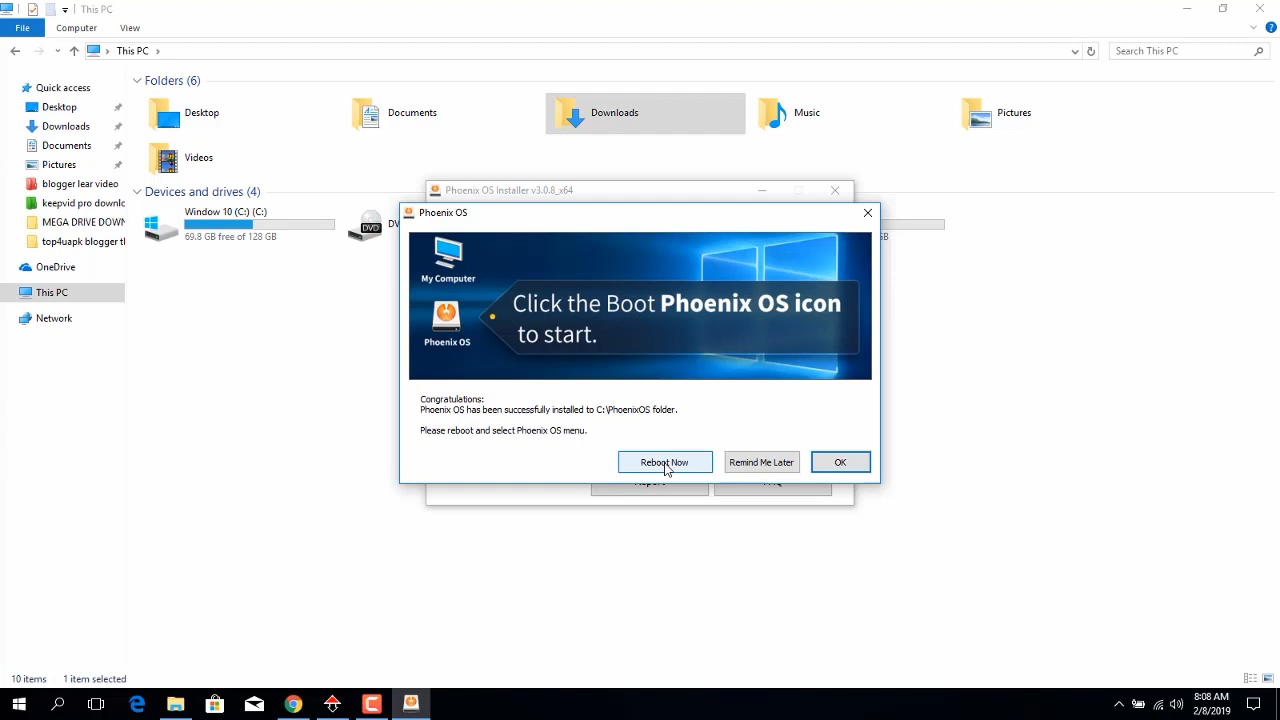 This PC
File
Computer
View
This PC
Search This PC
Quick access
Desktop
Downloads
Documents
Pictures
blogger lear video
keepvid pro downlo
MEGA DRIVE DOWN
top4uapk blogger th
OneDrive
This PC
Network
Folders (6)
Desktop
Documents
Downloads
Music
Pictures
Videos
Devices and drives (4)
Window 10 (C:) (C:)
69.8 GB free of 128 GB
DVD
Phoenix OS Installer v3.0.8_x64
Phoenix OS
My Computer
Phoenix OS
Click the Boot Phoenix OS icon
to start.
Congratulations:
Phoenix OS has been successfully installed to C:\PhoenixOS folder.
Please reboot and select Phoenix OS menu.
Reboot Now
Remind Me Later
OK
10 items
1 item selected
8:08 AM
2/8/2019